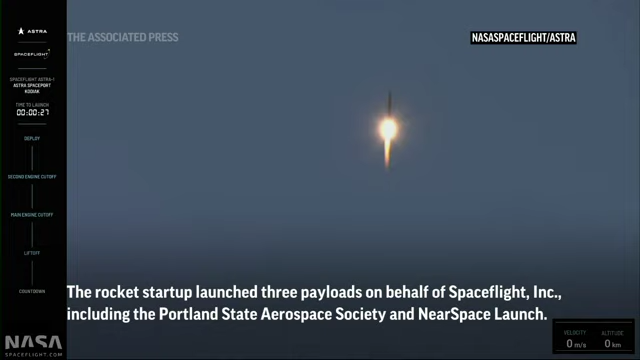 THE ASSOCIATED PRESS
NASASPACEFLIGHT/ASTRA
ASTRA
SPACEFLIGHT
SPACEFLIGHT ASTRA-1
ASTRA SPACEPORT
KODIAK
TIME TO LAUNCH
00:00:27
DEPLOY
SECOND ENGINE CUTOFF
MAIN ENGINE CUTOFF
LIFTOFF
COUNTDOWN
The rocket startup launched three payloads on behalf of Spaceflight, Inc.,
including the Portland State Aerospace Society and NearSpace Launch.
NASA
SPACEFLIGHT.COM
VELOCITY
0 m/s
ALTITUDE
0 km